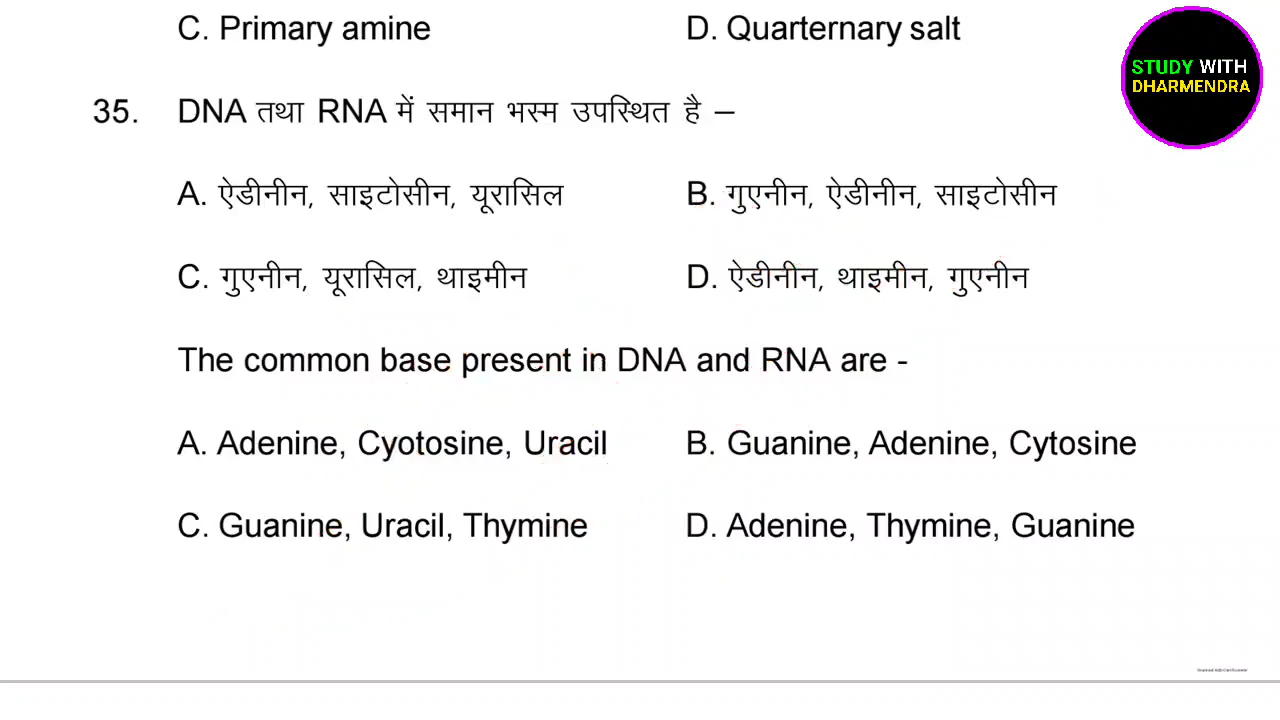 C. Primary amine D. Quarternary salt
STUDY WITH
DHARMENDRA
35. DNA तथा RNA में समान भस्म उपस्थित है –
A. ऐडीनीन, साइटोसीन, यूरासिल B. गुएनीन, ऐडीनीन, साइटोसीन
C. गुएनीन, यूरासिल, थाइमीन D. ऐडीनीन, थाइमीन, गुएनीन
The common base present in DNA and RNA are -
A. Adenine, Cyotosine, Uracil B. Guanine, Adenine, Cytosine
C. Guanine, Uracil, Thymine D. Adenine, Thymine, Guanine